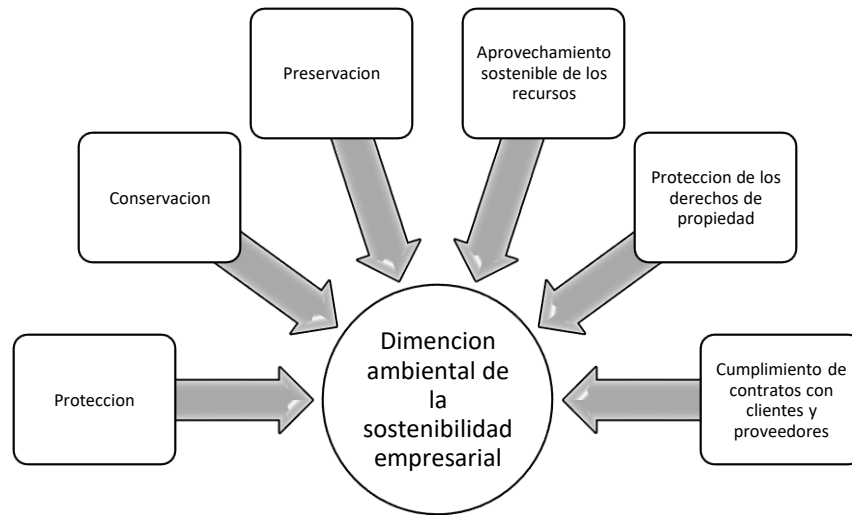 Preservacion
Aprovechamiento
sostenible de los
recursos
Conservacion
Proteccion de los
derechos de
propiedad
Proteccion
Dimencion
ambiental de
la
sostenibilidad
empresarial
Cumplimiento de
contratos con
clientes y
proveedores